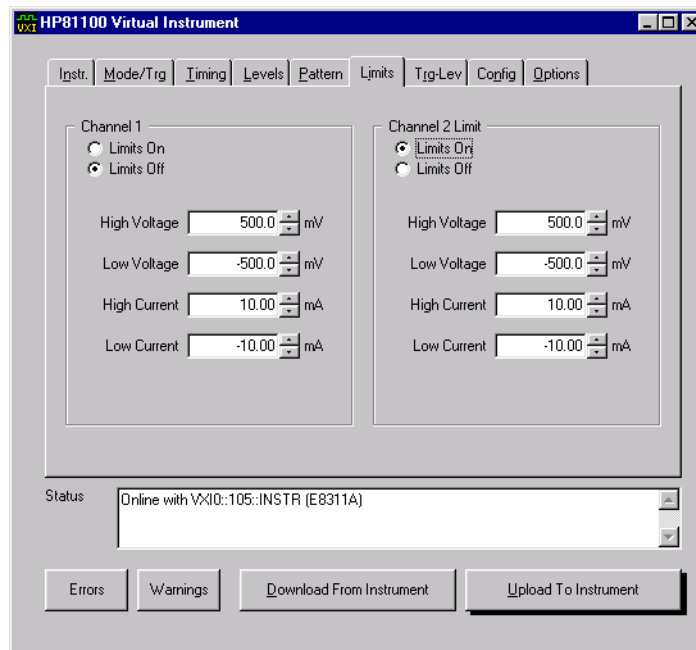 VXI HP81100 Virtual Instrument
Instr. Mode/Trg Timing Levels Pattern Limits Trg-Lev Config Options
Channel 1
Limits On
Limits Off
High Voltage 500.0 mV
Low Voltage -500.0 mV
High Current 10.00 mA
Low Current -10.00 mA
Channel 2 Limit
Limits On
Limits Off
High Voltage 500.0 mV
Low Voltage -500.0 mV
High Current 10.00 mA
Low Current -10.00 mA
Status Online with VXI0::105::INSTR (E8311A)
Errors Warnings Download From Instrument Upload To Instrument